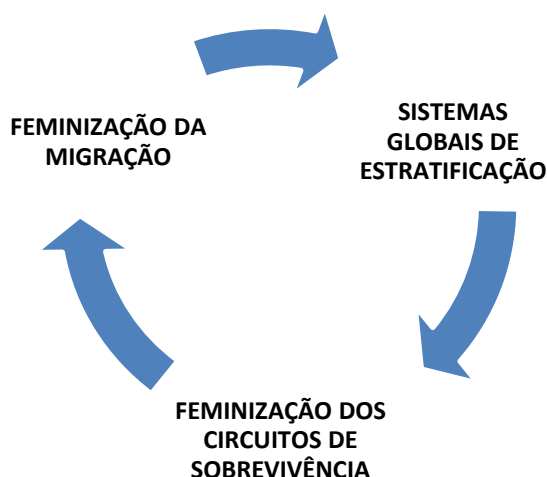 FEMINIZAÇÃO DA
MIGRAÇÃO
SISTEMAS
GLOBAIS DE
ESTRATIFICAÇÃO
FEMINIZAÇÃO DOS
CIRCUITOS DE
SOBREVIVÊNCIA